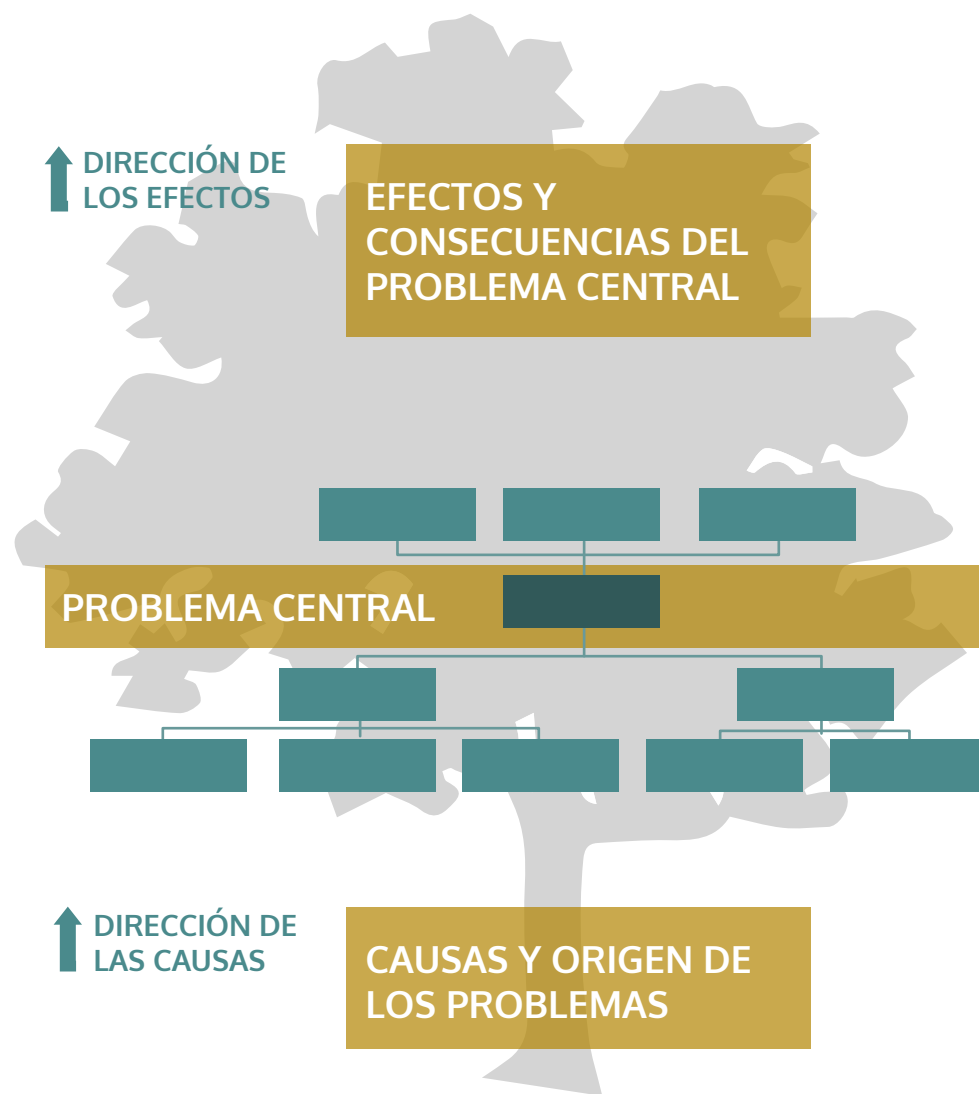 DIRECCIÓN DE
LOS EFECTOS
EFECTOS Y
CONSECUENCIAS DEL
PROBLEMA CENTRAL
PROBLEMA CENTRAL
DIRECCIÓN DE
LAS CAUSAS
CAUSAS Y ORIGEN DE
LOS PROBLEMAS